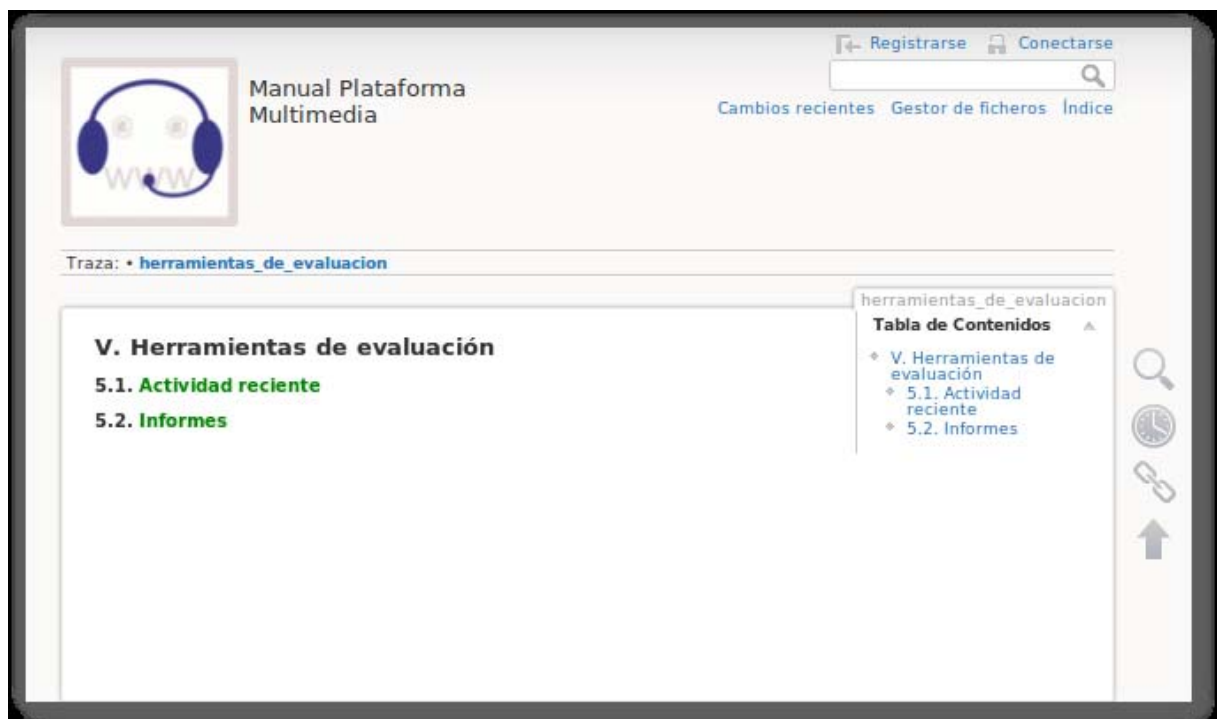 Registrarse Conectarse
Manual Plataforma
Multimedia
Cambios recientes Gestor de ficheros Índice
www
Traza: • herramientas_de_evaluacion
herramientas_de_evaluacion
V. Herramientas de evaluación
5.1. Actividad reciente
5.2. Informes
Tabla de Contenidos
V. Herramientas de
evaluación
5.1. Actividad
reciente
5.2. Informes